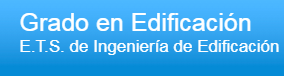 Grado en Edificación
E.T.S. de Ingeniería de Edificación